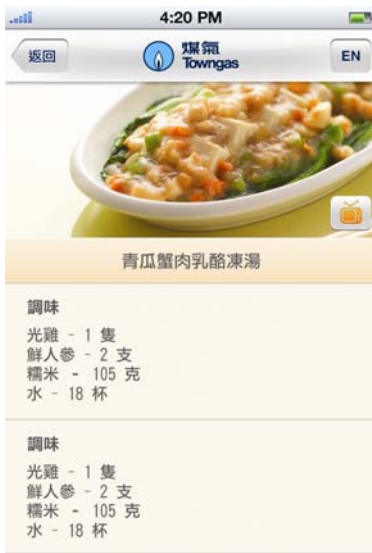 4:20 PM
返回
煤氣
Towngas
EN
青瓜蟹肉乳酪凍湯
調味
光雞 - 1 隻
鮮人參 - 2 支
糯米 - 105 克
水 - 18 杯
調味
光雞 - 1 隻
鮮人參 - 2 支
糯米 - 105 克
水 - 18 杯